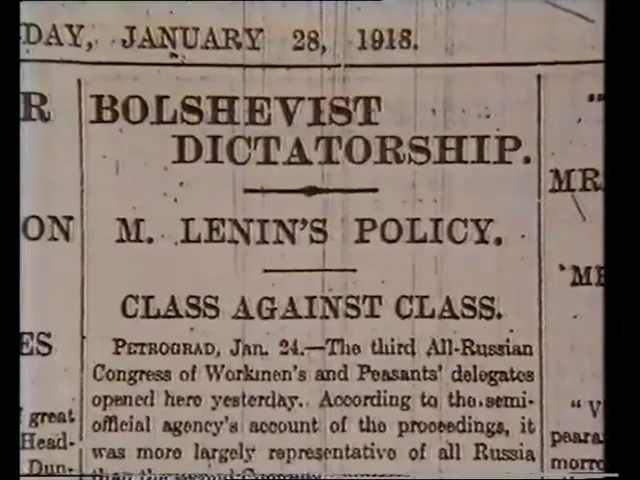 DAY, JANUARY 28, 1918.
R
ON
ES
great
Head-
Dun-
BOLSHEVIST
DICTATORSHIP.
M. LENIN'S POLICY.
CLASS AGAINST CLASS.
PETROGRAD, Jan. 24.—The third All-Russian
Congress of Workmen's and Peasants' delegates
opened here yesterday. According to the semi-
official agency's account of the proceedings, it
was more largely representative of all Russia
MR
"ME
"V
peara
morro